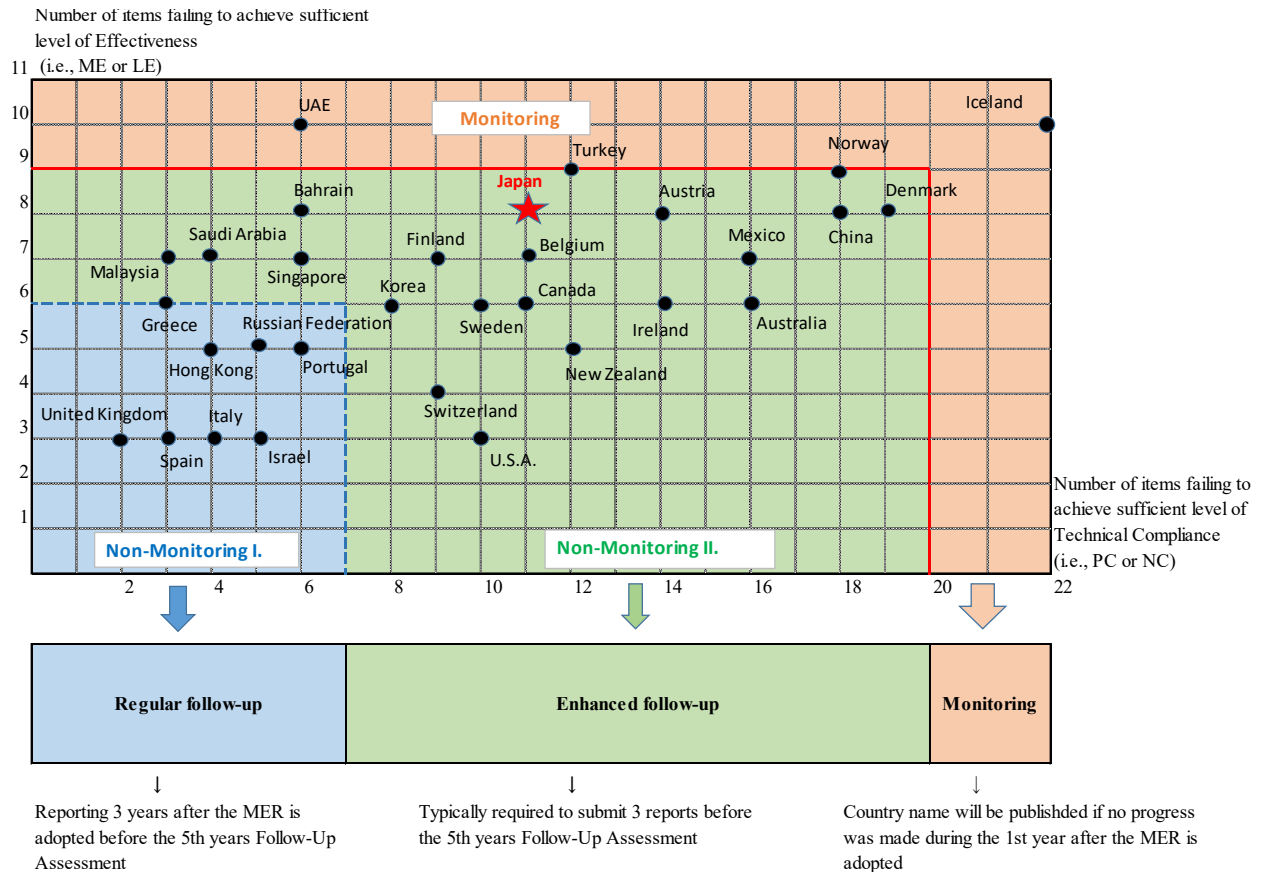 Number of items failing to achieve sufficient
level of Effectiveness
(i.e., ME or LE)
11
UAE
Iceland
10
Monitoring
Turkey
Norway
9
Japan
Bahrain
Austria
Denmark
8
Saudi Arabia
Finland
Belgium
Mexico
China
7
Malaysia
Singapore
Korea
Canada
6
Greece
Russian Federation
Sweden
Ireland
Australia
5
Hong Kong
Portugal
New Zealand
4
United Kingdom
Italy
Switzerland
3
Spain
Israel
U.S.A.
2
Number of items failing to
achieve sufficient level of
Technical Compliance
(i.e., PC or NC)
1
Non-Monitoring I.
Non-Monitoring II.
2 4 6 8 10 12 14 16 18 20 22
Regular follow-up
Enhanced follow-up
Monitoring
↓ ↓ ↓
Reporting 3 years after the MER is
adopted before the 5th years Follow-Up
Assessment
Typically required to submit 3 reports before
the 5th years Follow-Up Assessment
Country name will be publishded if no progress
was made during the 1st year after the MER is
adopted